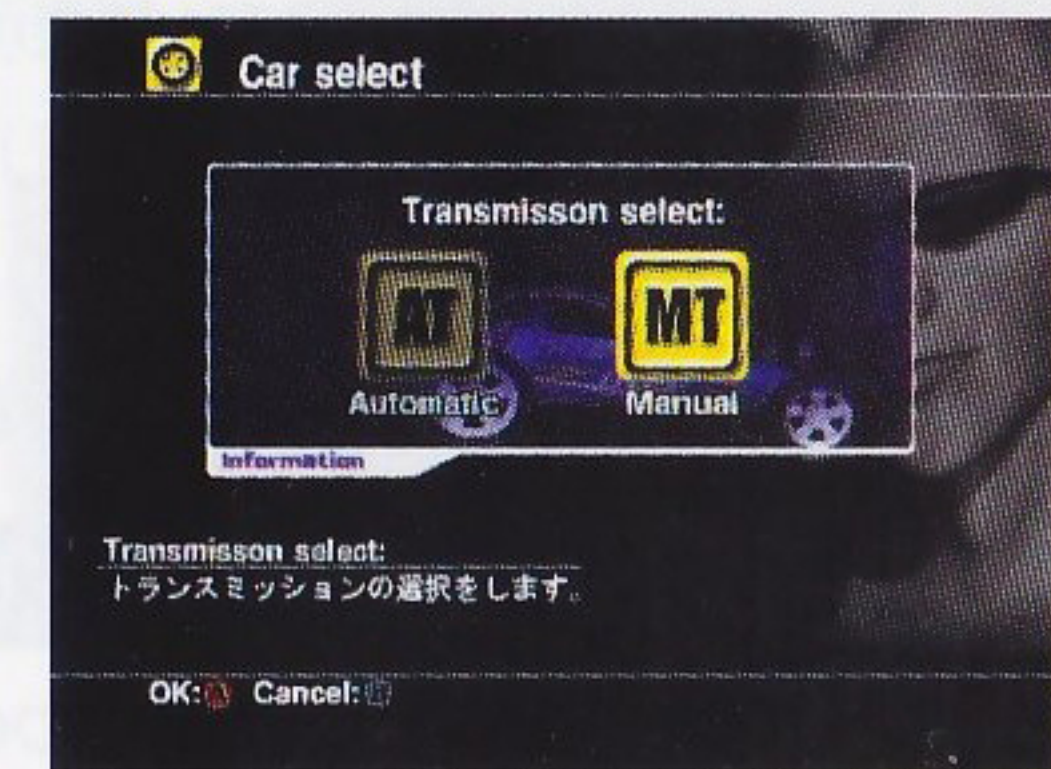 Car select
Transmisson select:
AT MT
Automatic Manual
Information
Transmisson select:
トランスミッションの選択をします。
OK:A Cancel:B